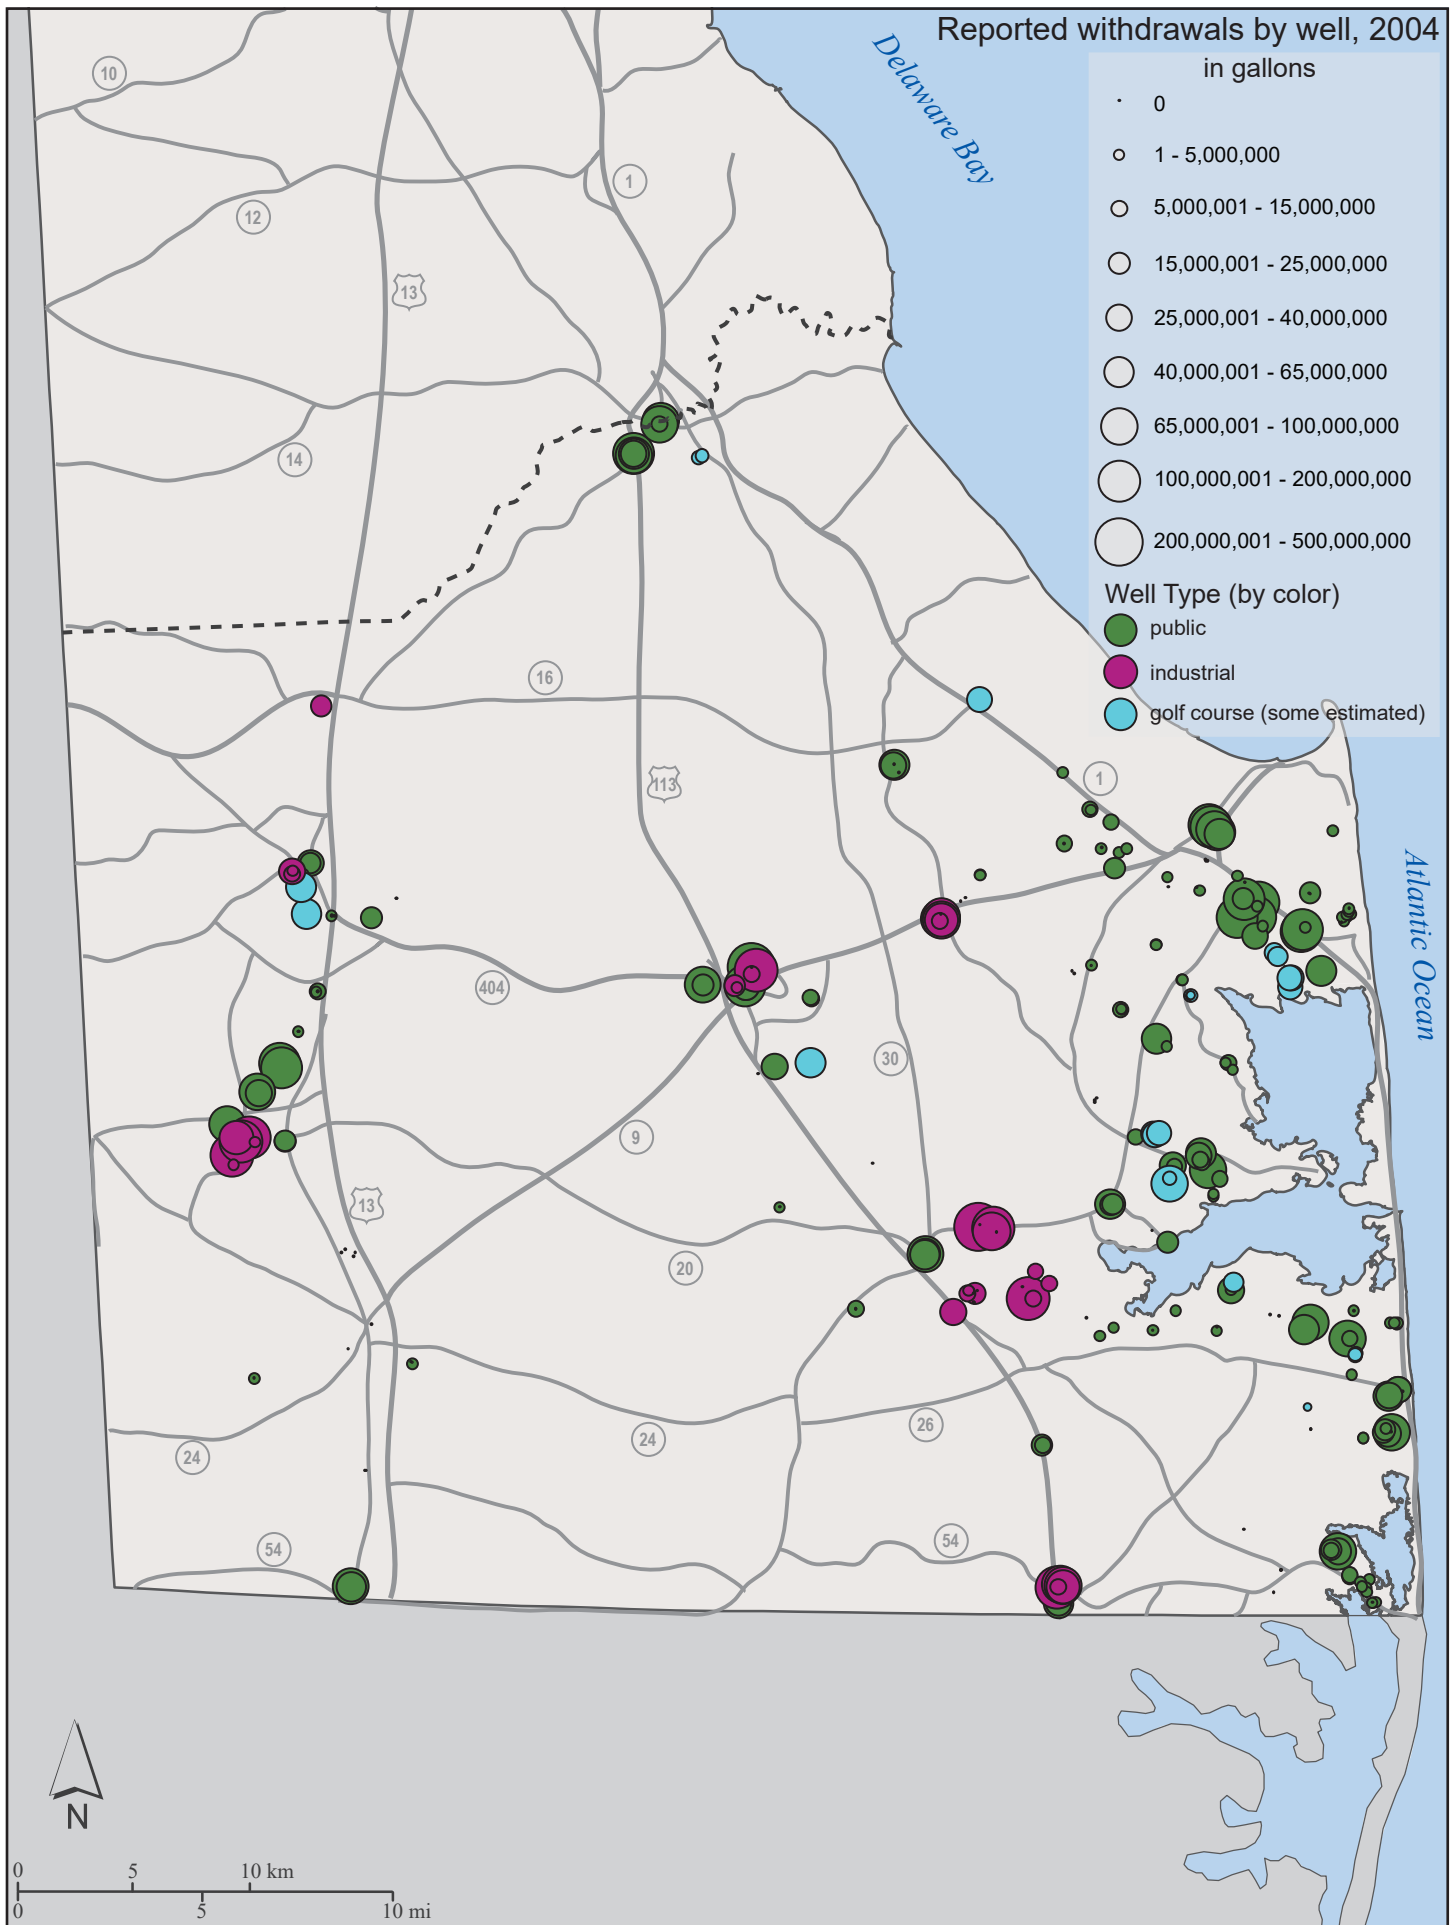 Reported withdrawals by well, 2004
in gallons
0
1 - 5,000,000
5,000,001 - 15,000,000
15,000,001 - 25,000,000
25,000,001 - 40,000,000
40,000,001 - 65,000,000
65,000,001 - 100,000,000
100,000,001 - 200,000,000
200,000,001 - 500,000,000
Well Type (by color)
public
industrial
golf course (some estimated)
Delaware Bay
10
1
12
13
14
16
113
1
Atlantic Ocean
404
30
9
13
20
26
24
24
54
54
N
0 5 10 km
0 5 10 mi